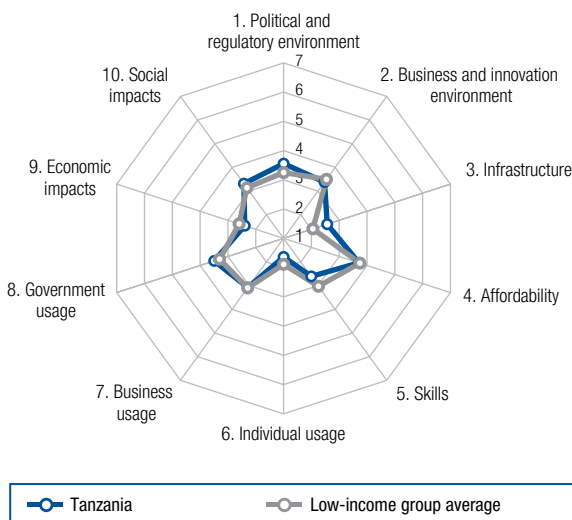 1. Political and
regulatory environment
2. Business and innovation
environment
3. Infrastructure
4. Affordability
5. Skills
6. Individual usage
7. Business
usage
8. Government
usage
9. Economic
impacts
10. Social
impacts
7
6
5
4
3
2
1
Tanzania
Low-income group average